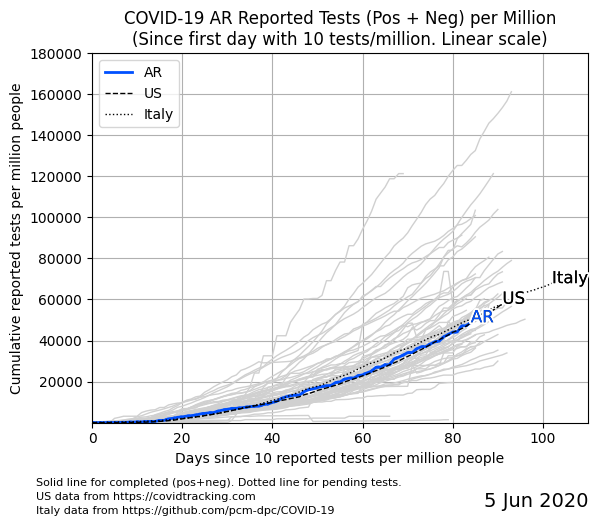 COVID-19 AR Reported Tests (Pos + Neg) per Million
(Since first day with 10 tests/million. Linear scale)
180000
160000
140000
120000
100000
80000
60000
40000
20000
Cumulative reported tests per million people
AR
US
Italy
Italy
US
AR
0
20
40
60
80
100
Days since 10 reported tests per million people
Solid line for completed (pos+neg). Dotted line for pending tests.
US data from https://covidtracking.com
Italy data from https://github.com/pcm-dpc/COVID-19
5 Jun 2020